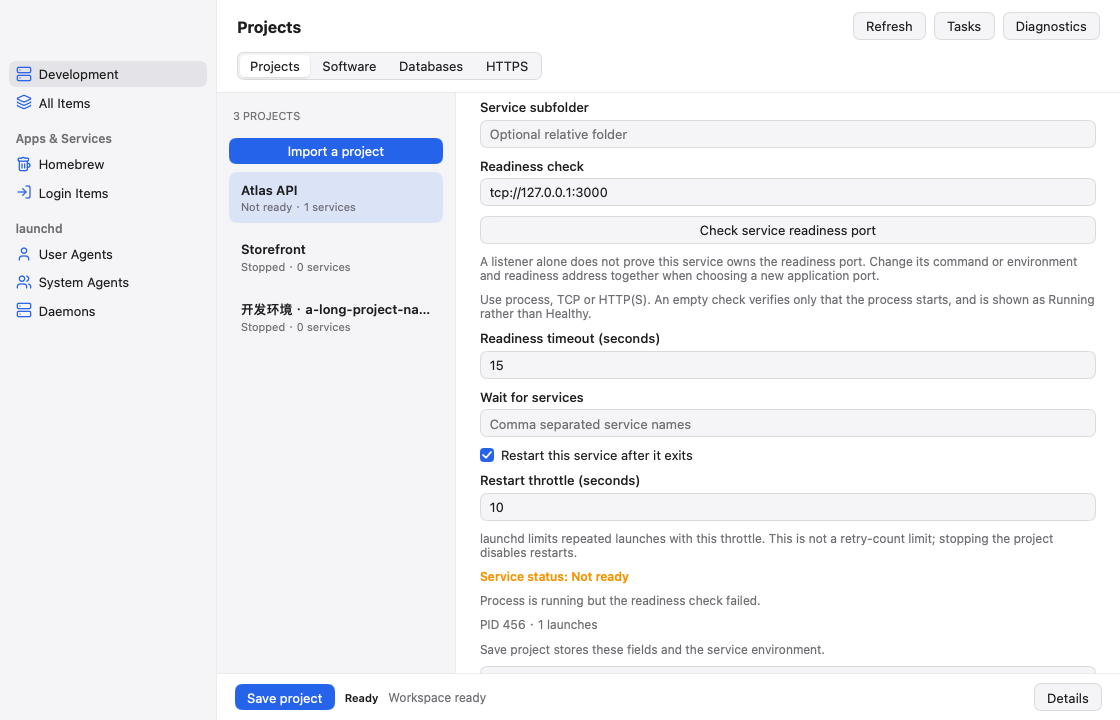 Projects
Refresh
Tasks
Diagnostics
Projects
Software
Databases
HTTPS
Development
All Items
Apps & Services
Homebrew
Login Items
launchd
User Agents
System Agents
Daemons
3 PROJECTS
Import a project
Atlas API
Not ready · 1 services
Storefront
Stopped · 0 services
开发环境 · a-long-project-na...
Stopped · 0 services
Service subfolder
Optional relative folder
Readiness check
tcp://127.0.0.1:3000
Check service readiness port
A listener alone does not prove this service owns the readiness port. Change its command or environment
and readiness address together when choosing a new application port.
Use process, TCP or HTTP(S). An empty check verifies only that the process starts, and is shown as Running
rather than Healthy.
Readiness timeout (seconds)
15
Wait for services
Comma separated service names
Restart this service after it exits
Restart throttle (seconds)
10
launchd limits repeated launches with this throttle. This is not a retry-count limit; stopping the project
disables restarts.
Service status: Not ready
Process is running but the readiness check failed.
PID 456 · 1 launches
Save project stores these fields and the service environment.
Save project
Ready
Workspace ready
Details